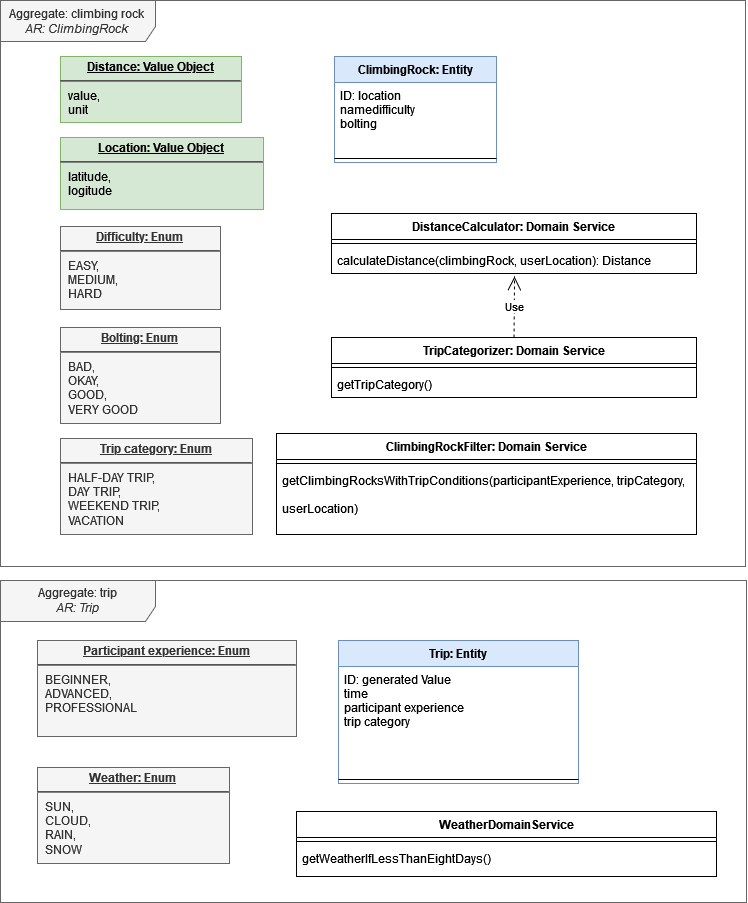 Aggregate: climbing rock
AR: ClimbingRock
Distance: Value Object
value,
unit
ClimbingRock: Entity
ID: location
namedifficulty
bolting
Location: Value Object
latitude,
logitude
Difficulty: Enum
EASY,
MEDIUM,
HARD
DistanceCalculator: Domain Service
calculateDistance(climbingRock, userLocation): Distance
Use
Bolting: Enum
BAD,
OKAY,
GOOD,
VERY GOOD
TripCategorizer: Domain Service
getTripCategory()
Trip category: Enum
HALF-DAY TRIP,
DAY TRIP,
WEEKEND TRIP,
VACATION
ClimbingRockFilter: Domain Service
getClimbingRocksWithTripConditions(participantExperience, tripCategory,
userLocation)
Aggregate: trip
AR: Trip
Participant experience: Enum
BEGINNER,
ADVANCED,
PROFESSIONAL
Trip: Entity
ID: generated Value
time
participant experience
trip category
Weather: Enum
SUN,
CLOUD,
RAIN,
SNOW
WeatherDomainService
getWeatherIfLessThanEightDays()